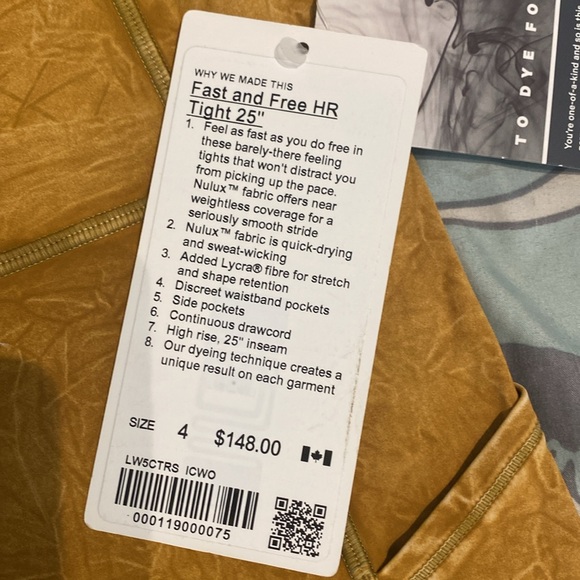 WHY WE MADE THIS
Fast and Free HR
Tight 25"
1. Feel as fast as you do free in
these barely-there feeling
tights that won't distract you
from picking up the pace.
Nulux™ fabric offers near
weightless coverage for a
seriously smooth stride
2. Nulux™ fabric is quick-drying
and sweat-wicking
3. Added Lycra® fibre for stretch
and shape retention
4. Discreet waistband pockets
5. Side pockets
6. Continuous drawcord
7. High rise, 25" inseam
8. Our dyeing technique creates a
unique result on each garment
SIZE 4 $148.00
LW5CTRS ICWO
000119000075
TO DYE FO
You're one-of-a-kind and so is this